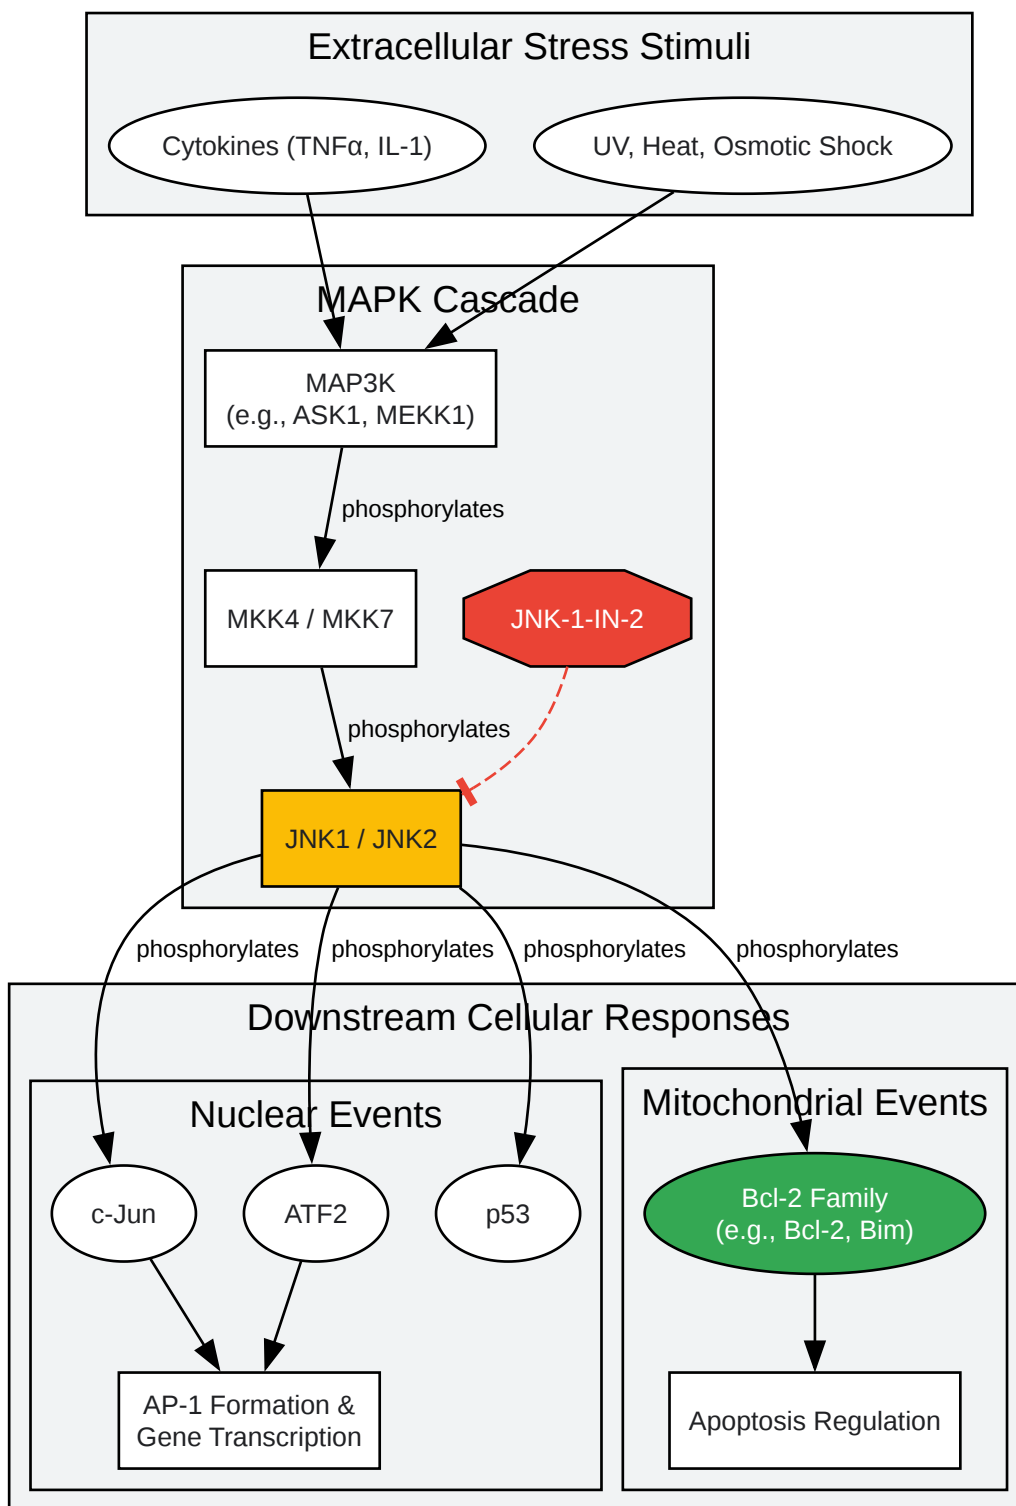 Extracellular Stress Stimuli
Cytokines (TNFα, IL-1)
UV, Heat, Osmotic Shock
MAPK Cascade
MAP3K
(e.g., ASK1, MEKK1)
phosphorylates
MKK4 / MKK7
JNK-1-IN-2
phosphorylates
JNK1 / JNK2
phosphorylates
phosphorylates
phosphorylates
phosphorylates
Downstream Cellular Responses
Nuclear Events
Mitochondrial Events
c-Jun
ATF2
p53
Bcl-2 Family
(e.g., Bcl-2, Bim)
AP-1 Formation &
Gene Transcription
Apoptosis Regulation